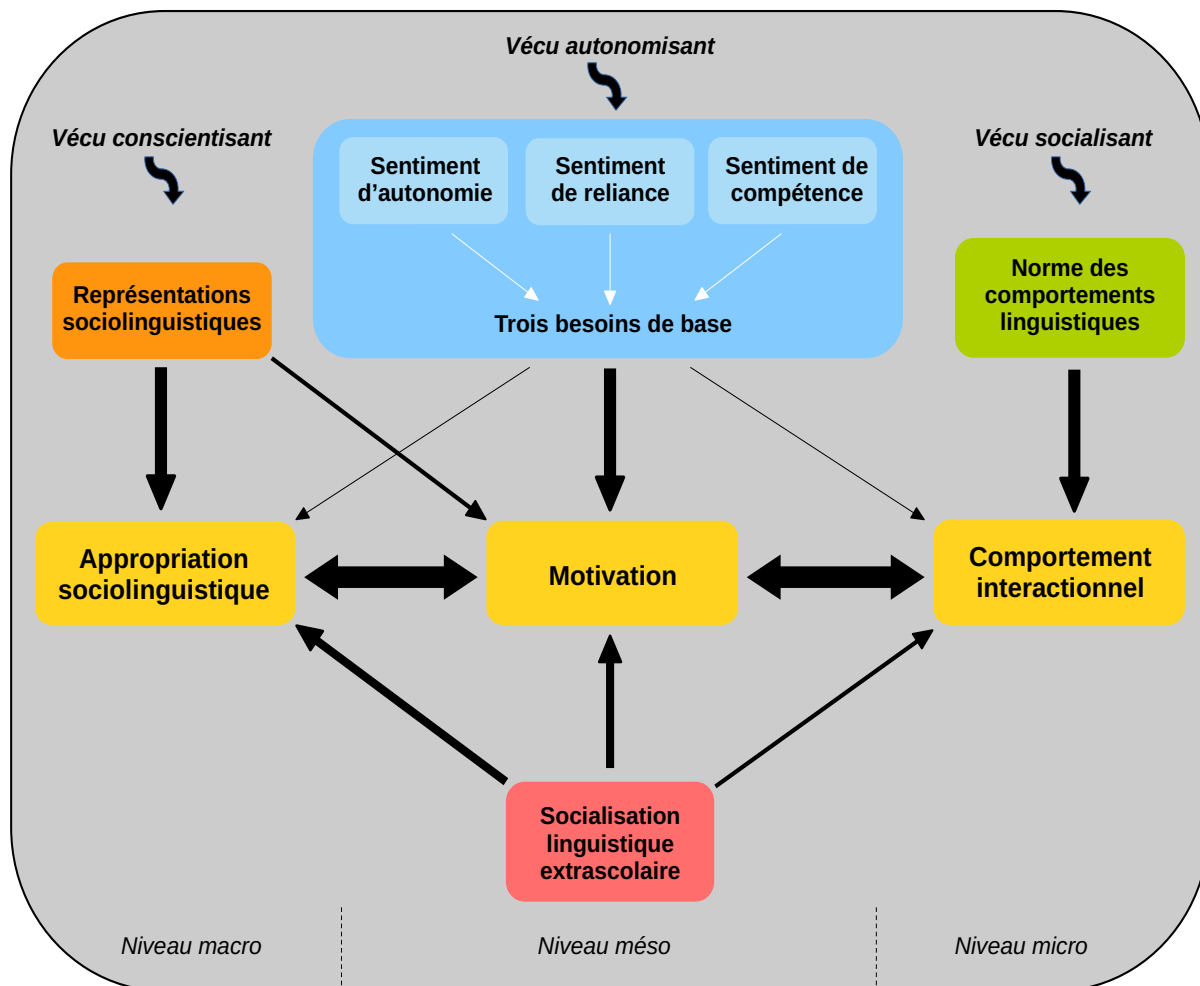 Vécu autonomisant
Vécu conscientisant
Vécu socialisant
Sentiment
d’autonomie
Sentiment
de reliance
Sentiment de
compétence
Trois besoins de base
Représentations
sociolinguistiques
Norme des
comportements
linguistiques
Appropriation
sociolinguistique
Motivation
Comportement
interactionnel
Socialisation
linguistique
extrascolaire
Niveau macro
Niveau méso
Niveau micro